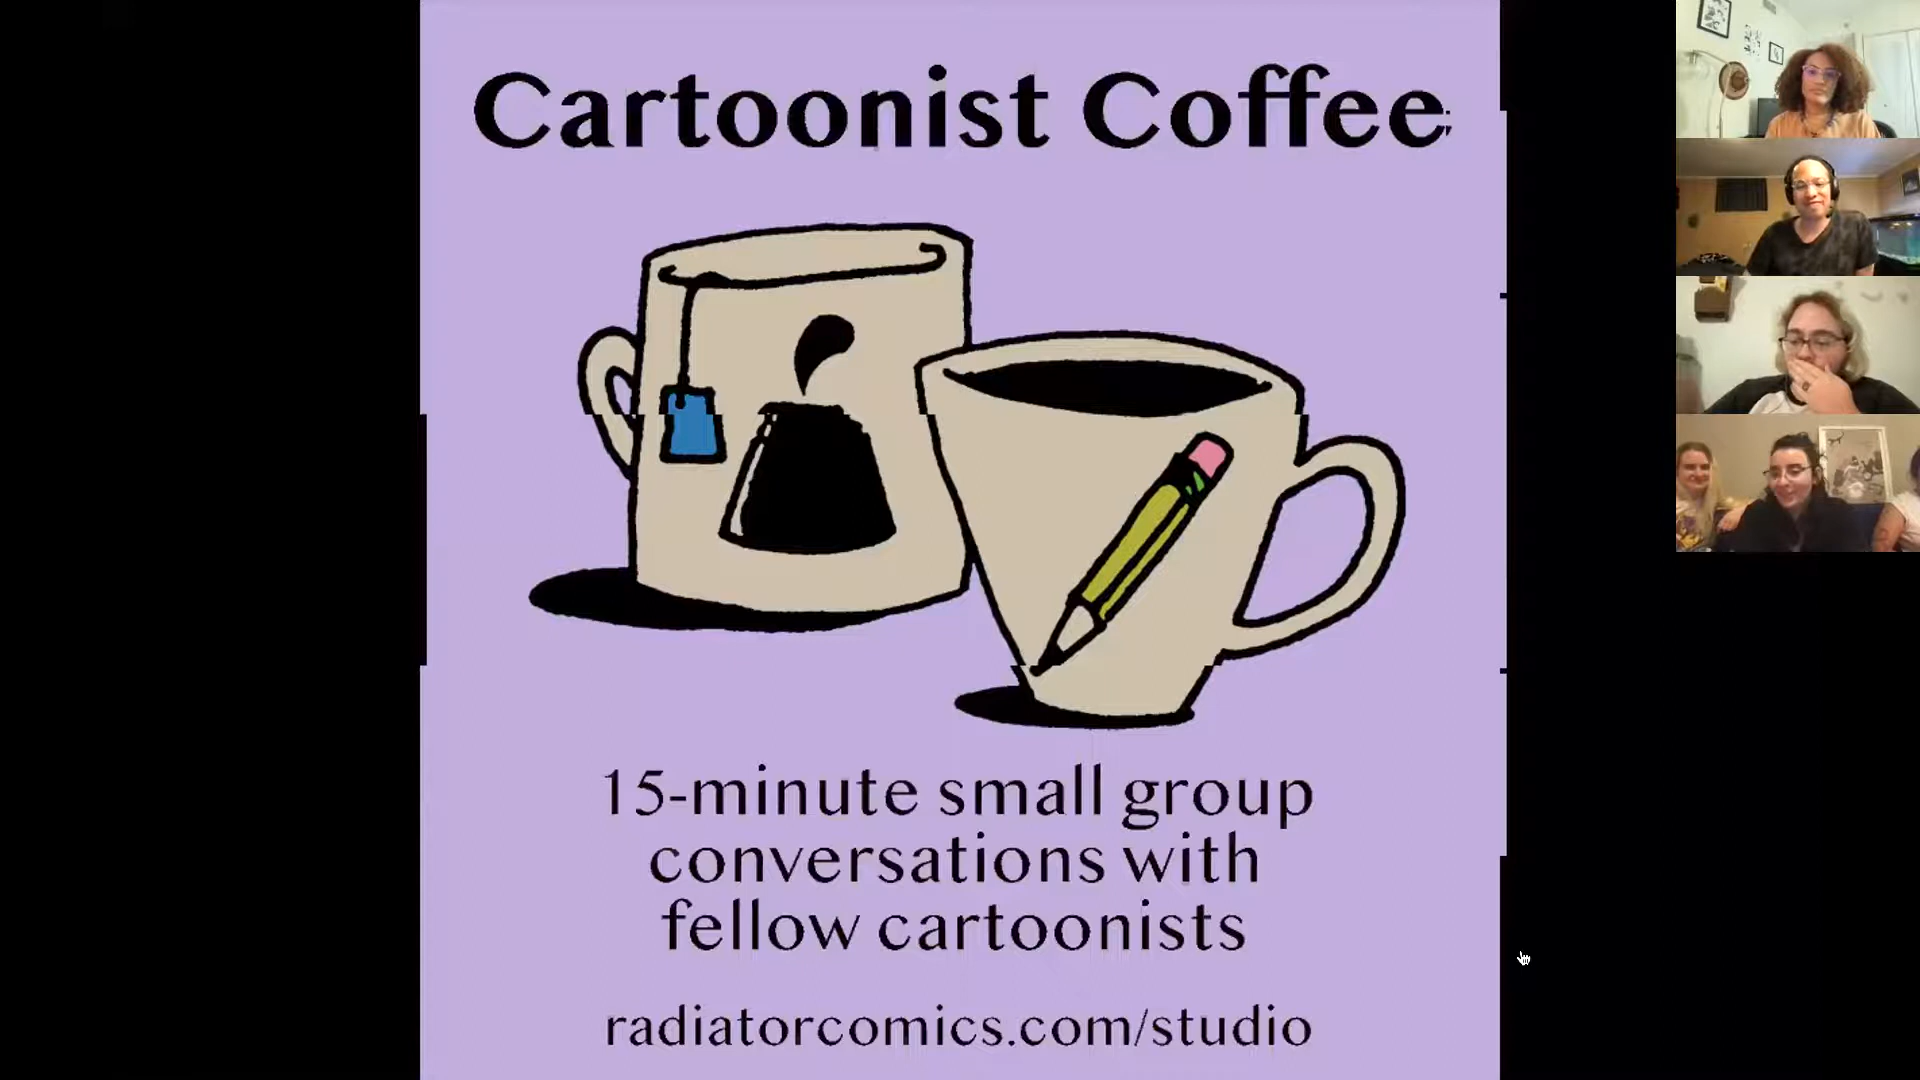 Cartoonist Coffee
15-minute small group
conversations with
fellow cartoonists
radiatorcomics.com/studio